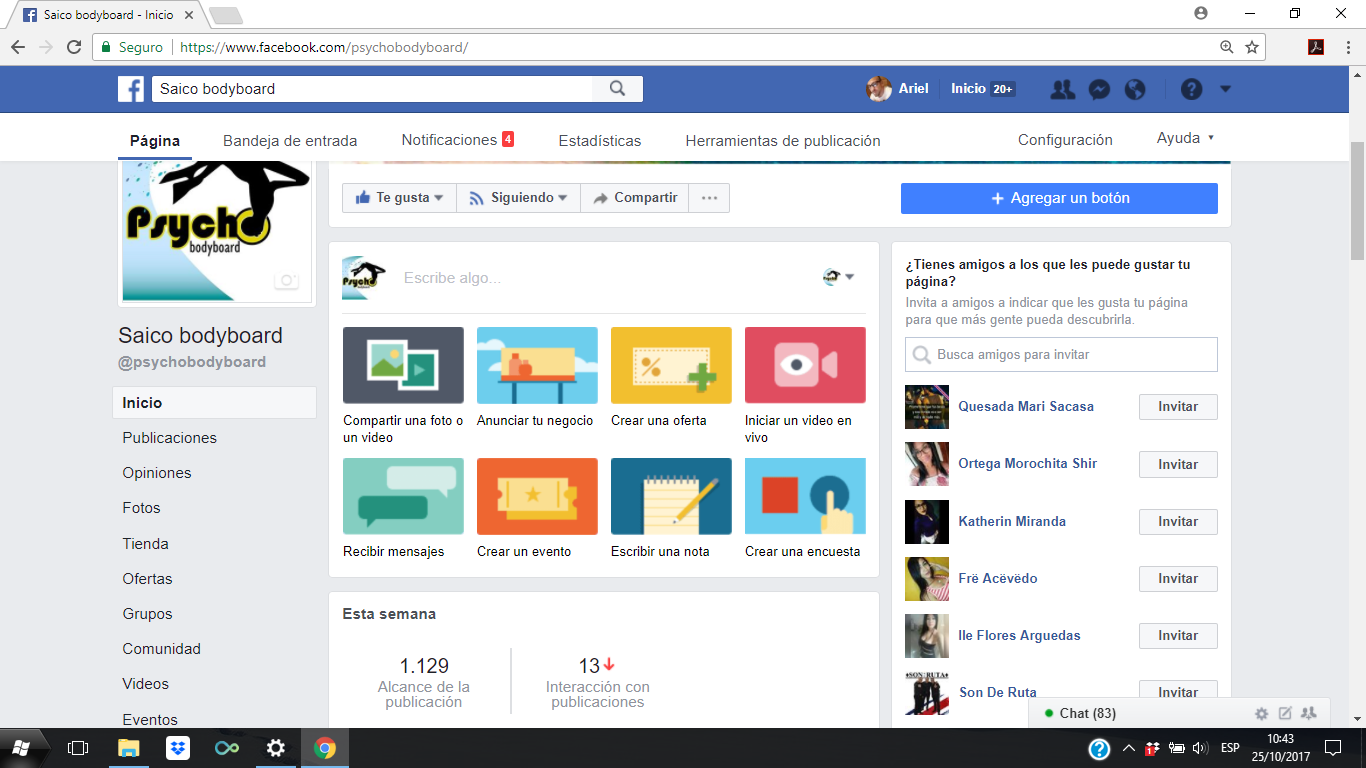 Saico bodyboard - Inicio
Seguro
https://www.facebook.com/psychobodyboard/
Saico bodyboard
Ariel
Inicio 20+
Página
Bandeja de entrada
Notificaciones 4
Estadísticas
Herramientas de publicación
Configuración
Ayuda
Psycho
bodyboard
Te gusta
Siguiendo
Compartir
+ Agregar un botón
Saico bodyboard
@psychobodyboard
Inicio
Publicaciones
Opiniones
Fotos
Tienda
Ofertas
Grupos
Comunidad
Videos
Eventos
Psycho
Escribe algo...
Compartir una foto o
un video
Anunciar tu negocio
%
Crear una oferta
Iniciar un video en
vivo
Recibir mensajes
Crear un evento
Escribir una nota
Crear una encuesta
Esta semana
1.129
Alcance de la
publicación
13
Interacción con
publicaciones
¿Tienes amigos a los que les puede gustar tu
página?
Invita a amigos a indicar que les gusta tu página
para que más gente pueda descubrirla.
Busca amigos para invitar
Quesada Mari Sacasa
Invitar
Ortega Morochita Shir
Invitar
Katherin Miranda
Invitar
Frë Acëvëdo
Invitar
Ile Flores Arguedas
Invitar
SON RUTA
Son De Ruta
Invitar
Chat (83)
ESP
10:43
25/10/2017